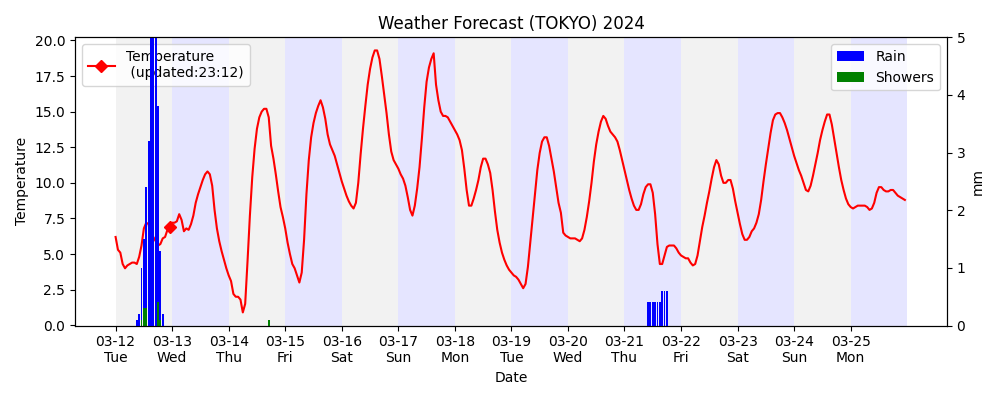 Weather Forecast (TOKYO) 2024
Temperature
(updated:23:12)
Rain
Showers
20.0
17.5
15.0
12.5
10.0
7.5
5.0
2.5
0.0
Temperature
5
4
3
2
1
0
mm
03-12 03-13 03-14 03-15 03-16 03-17 03-18 03-19 03-20 03-21 03-22 03-23 03-24 03-25
Tue Wed Thu Fri Sat Sun Mon Tue Wed Thu Fri Sat Sun Mon
Date